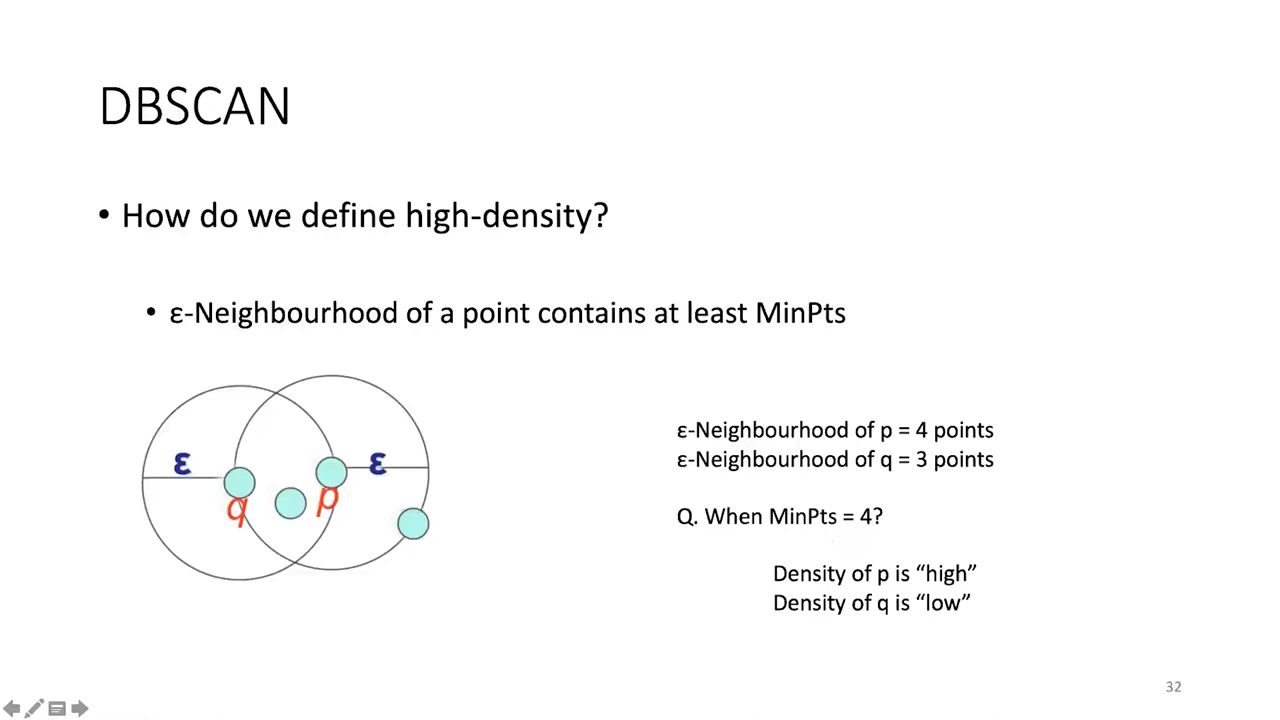 DBSCAN
• How do we define high-density?
• ε-Neighbourhood of a point contains at least MinPts
ε ε
q p
ε-Neighbourhood of p = 4 points
ε-Neighbourhood of q = 3 points
Q. When MinPts = 4?
Density of p is “high”
Density of q is “low”
32